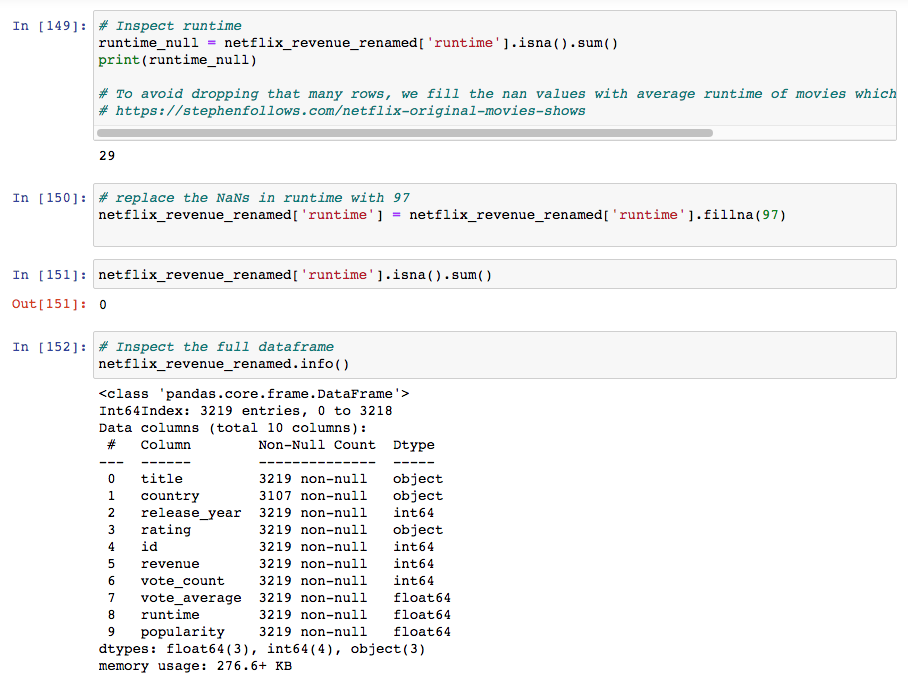 In [149]: # Inspect runtime
runtime_null = netflix_revenue_renamed['runtime'].isna().sum()
print(runtime_null)
# To avoid dropping that many rows, we fill the nan values with average runtime of movies which
# https://stephenfollows.com/netflix-original-movies-shows
29
In [150]: # replace the NaNs in runtime with 97
netflix_revenue_renamed['runtime'] = netflix_revenue_renamed['runtime'].fillna(97)
In [151]: netflix_revenue_renamed['runtime'].isna().sum()
Out[151]: 0
In [152]: # Inspect the full dataframe
netflix_revenue_renamed.info()
<class 'pandas.core.frame.DataFrame'>
Int64Index: 3219 entries, 0 to 3218
Data columns (total 10 columns):
# Column Non-Null Count Dtype
--- ------ -------------- -----
0 title 3219 non-null object
1 country 3107 non-null object
2 release_year 3219 non-null int64
3 rating 3219 non-null object
4 id 3219 non-null int64
5 revenue 3219 non-null int64
6 vote_count 3219 non-null int64
7 vote_average 3219 non-null float64
8 runtime 3219 non-null float64
9 popularity 3219 non-null float64
dtypes: float64(3), int64(4), object(3)
memory usage: 276.6+ KB